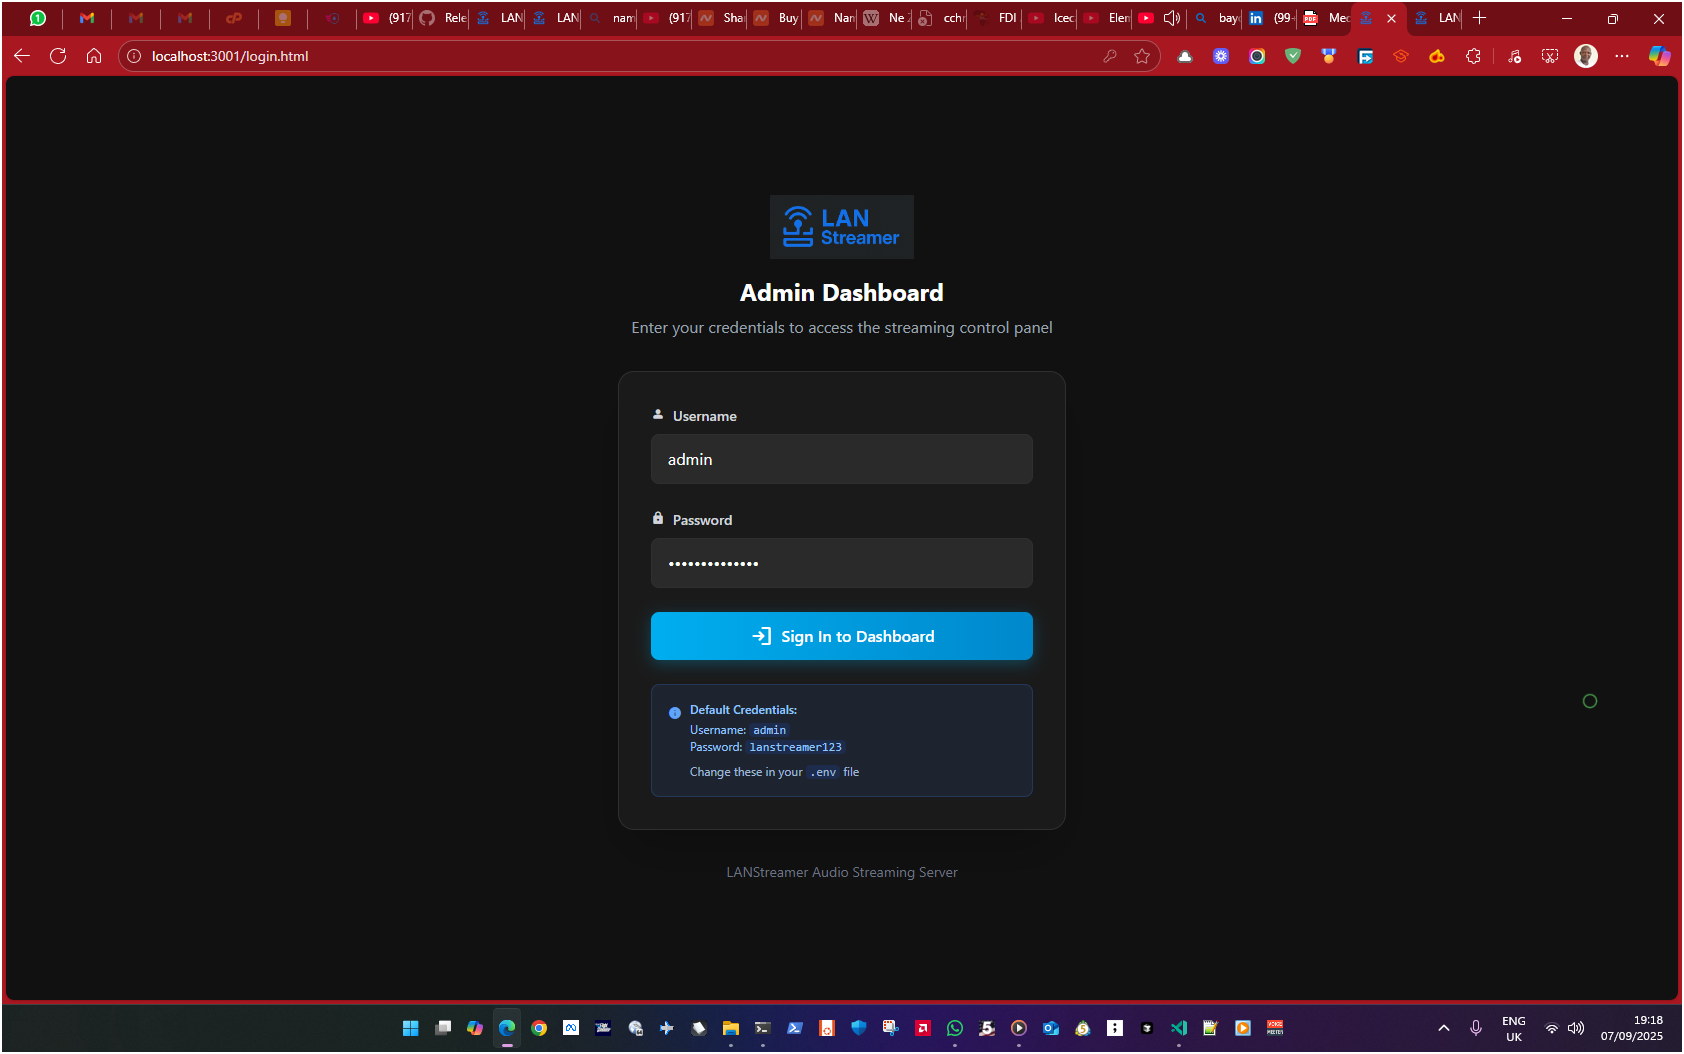 (917
Rele
LAN
LAN
nam
(917
Sha
Buy
Nan
Ne
cchr
FDI
Icec
Elen
bayo
(99+
Mec
LAN
localhost:3001/login.html
LAN
Streamer
Admin Dashboard
Enter your credentials to access the streaming control panel
Username
admin
Password
Sign In to Dashboard
Default Credentials:
Username: admin
Password: lanstreamer123
Change these in your .env file
LANStreamer Audio Streaming Server
ENG
UK
19:18
07/09/2025